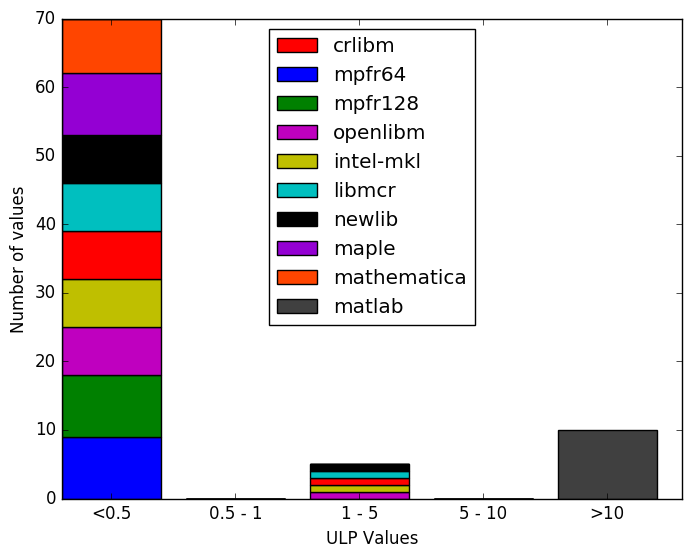 70
60
50
40
30
20
10
0
Number of values
crlibm
mpfr64
mpfr128
openlibm
intel-mkl
libmcr
newlib
maple
mathematica
matlab
<0.5
0.5 - 1
1 - 5
5 - 10
>10
ULP Values